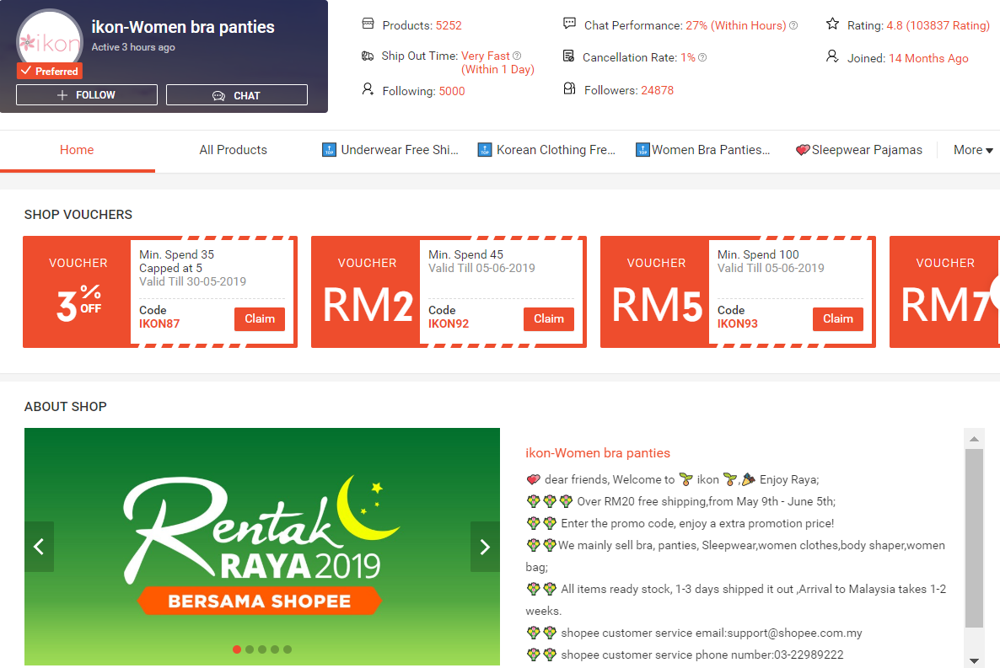 ikon
Preferred
ikon-Women bra panties
Active 3 hours ago
+ FOLLOW
CHAT
Products: 5252
Ship Out Time: Very Fast
(Within 1 Day)
Following: 5000
Chat Performance: 27% (Within Hours)
Cancellation Rate: 1%
Followers: 24878
Rating: 4.8 (103837 Rating)
Joined: 14 Months Ago
Home
All Products
TOP Underwear Free Shi...
TOP Korean Clothing Fre...
TOP Women Bra Panties...
Sleepwear Pajamas
More
SHOP VOUCHERS
VOUCHER
3% OFF
Min. Spend 35
Capped at 5
Valid Till 30-05-2019
Code
IKON87
Claim
VOUCHER
RM2
Min. Spend 45
Valid Till 05-06-2019
Code
IKON92
Claim
VOUCHER
RM5
Min. Spend 100
Valid Till 05-06-2019
Code
IKON93
Claim
VOUCHER
RM7
ABOUT SHOP
Rentak
RAYA 2019
BERSAMA SHOPEE
ikon-Women bra panties
dear friends, Welcome to ikon , Enjoy Raya;
Over RM20 free shipping,from May 9th - June 5th;
Enter the promo code, enjoy a extra promotion price!
We mainly sell bra, panties, Sleepwear,women clothes,body shaper,women
bag;
All items ready stock, 1-3 days shipped it out ,Arrival to Malaysia takes 1-2
weeks.
shopee customer service email:support@shopee.com.my
shopee customer service phone number:03-22989222